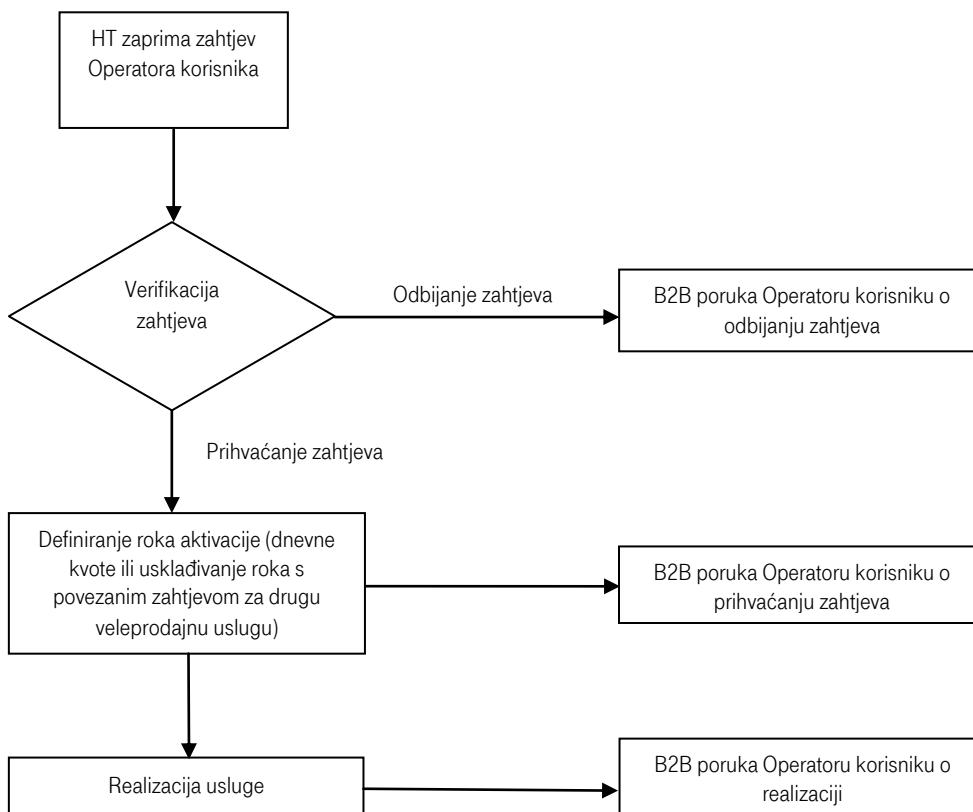 HT zaprima zahtjev
Operatora korisnika
Verifikacija
zahtjeva
Odbijanje zahtjeva
B2B poruka Operatoru korisniku o
odbijanju zahtjeva
Prihvaćanje zahtjeva
Definiranje roka aktivacije (dnevne
kvote ili usklađivanje roka s
povezanim zahtjevom za drugu
veleprodajnu uslugu)
B2B poruka Operatoru korisniku o
prihvaćanju zahtjeva
Realizacija usluge
B2B poruka Operatoru korisniku o
realizaciji